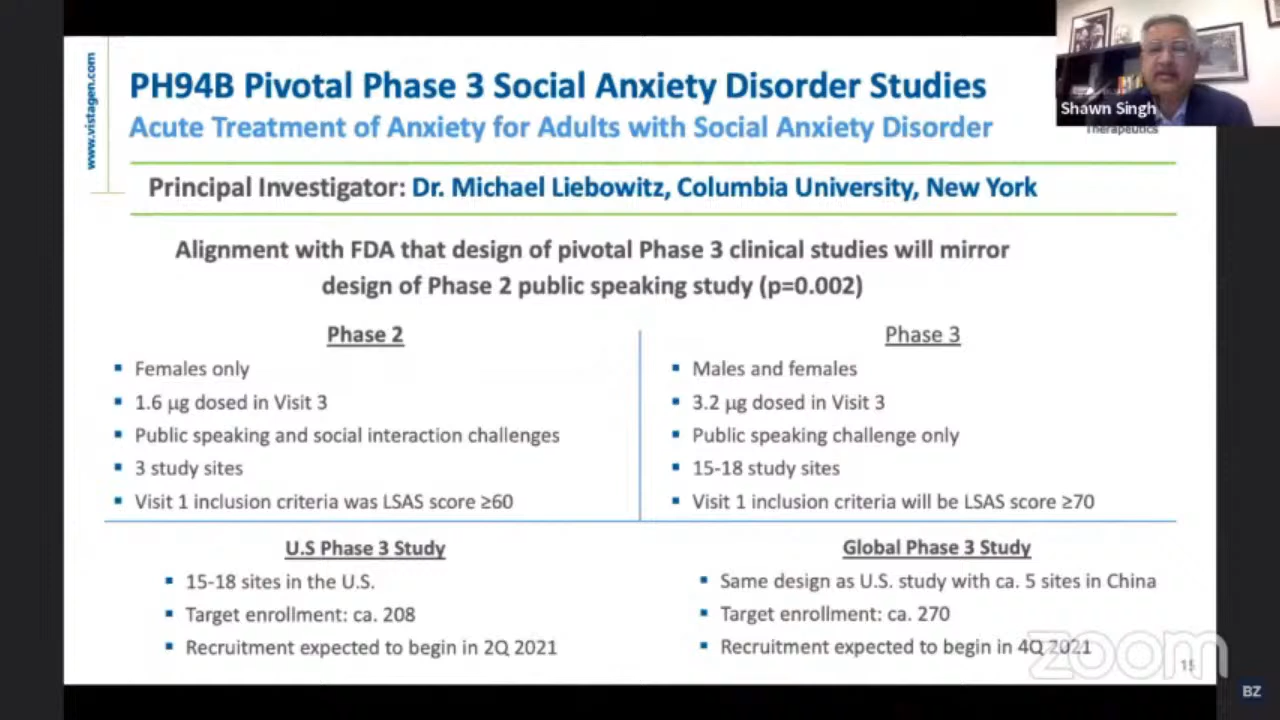 www.vistagen.com
PH94B Pivotal Phase 3 Social Anxiety Disorder Studies
Acute Treatment of Anxiety for Adults with Social Anxiety Disorder
Shawn Singh
Therapeutics
Principal Investigator: Dr. Michael Liebowitz, Columbia University, New York
Alignment with FDA that design of pivotal Phase 3 clinical studies will mirror
design of Phase 2 public speaking study (p=0.002)
Phase 2
▪ Females only
▪ 1.6 µg dosed in Visit 3
▪ Public speaking and social interaction challenges
▪ 3 study sites
▪ Visit 1 inclusion criteria was LSAS score ≥60
Phase 3
▪ Males and females
▪ 3.2 µg dosed in Visit 3
▪ Public speaking challenge only
▪ 15-18 study sites
▪ Visit 1 inclusion criteria will be LSAS score ≥70
U.S Phase 3 Study
▪ 15-18 sites in the U.S.
▪ Target enrollment: ca. 208
▪ Recruitment expected to begin in 2Q 2021
Global Phase 3 Study
▪ Same design as U.S. study with ca. 5 sites in China
▪ Target enrollment: ca. 270
▪ Recruitment expected to begin in 4Q 2021
zoom
15
BZ